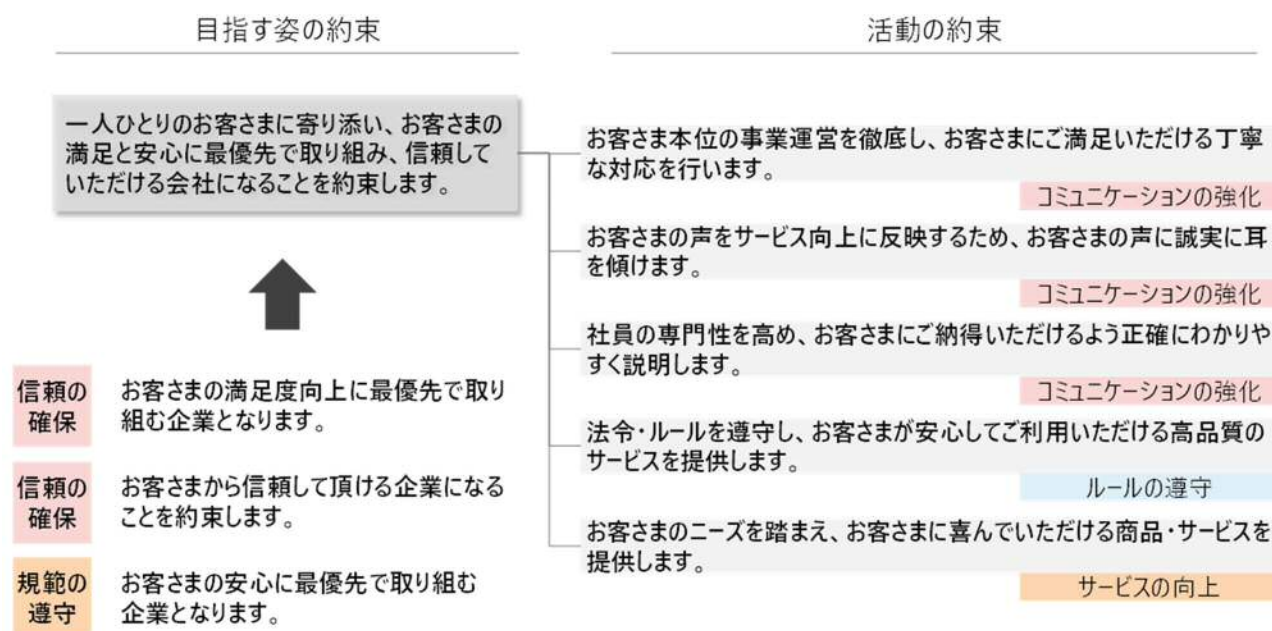 目指す姿の約束
一人ひとりのお客さまに寄り添い、お客さまの
満足と安心に最優先で取り組み、信頼して
いただける会社になることを約束します。
信頼の
確保
お客さまの満足度向上に最優先で取り
組む企業となります。
信頼の
確保
お客さまから信頼して頂ける企業になる
ことを約束します。
規範の
遵守
お客さまの安心に最優先で取り組む
企業となります。
活動の約束
お客さま本位の事業運営を徹底し、お客さまにご満足いただける丁寧
な対応を行います。
コミュニケーションの強化
お客さまの声をサービス向上に反映するため、お客さまの声に誠実に耳
を傾けます。
コミュニケーションの強化
社員の専門性を高め、お客さまにご納得いただけるよう正確にわかりや
すく説明します。
コミュニケーションの強化
法令・ルールを遵守し、お客さまが安心してご利用いただける高品質の
サービスを提供します。
ルールの遵守
お客さまのニーズを踏まえ、お客さまに喜んでいただける商品・サービスを
提供します。
サービスの向上